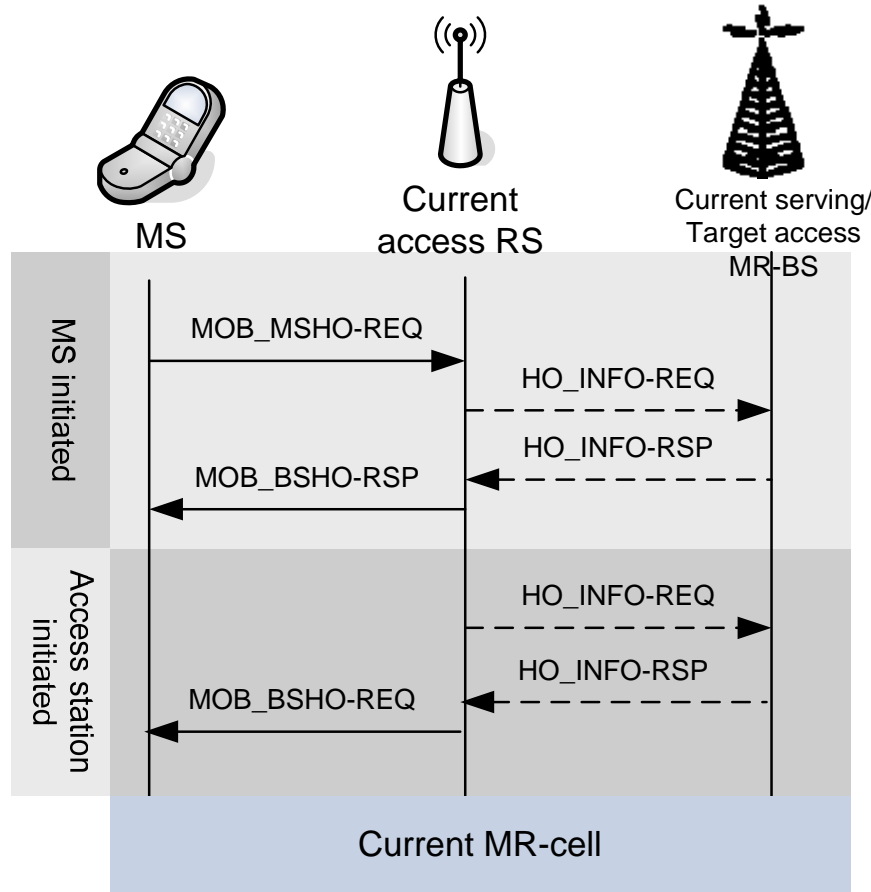 MS
Current
access RS
Current serving/
Target access
MR-BS
MS initiated
MOB_MSHO-REQ
HO_INFO-REQ
HO_INFO-RSP
MOB_BSHO-RSP
Access station
initiated
HO_INFO-REQ
HO_INFO-RSP
MOB_BSHO-REQ
Current MR-cell